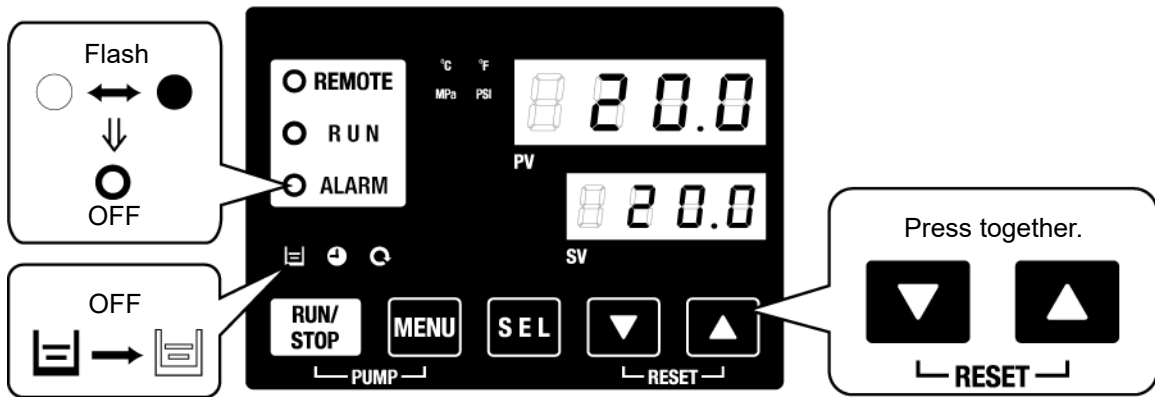 Flash
OFF
OFF
REMOTE
RUN
ALARM
°C °F
MPa PSI
20.0
PV
20.0
SV
RUN/
STOP
MENU
SEL
PUMP
RESET
Press together.
RESET